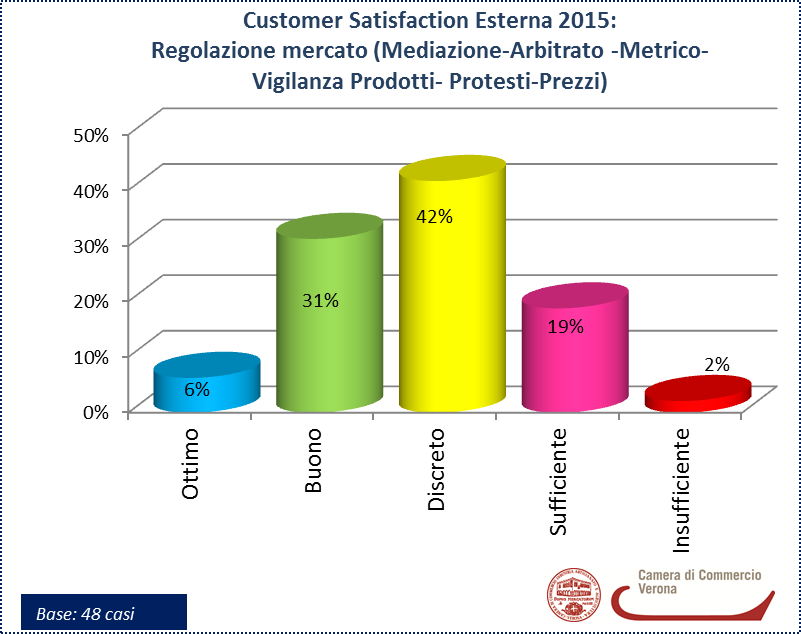 Customer Satisfaction Esterna 2015:
Regolazione mercato (Mediazione-Arbitrato -Metrico-
Vigilanza Prodotti- Protesti-Prezzi)
50%
40%
30%
20%
10%
0%
6%
31%
42%
19%
2%
Ottimo
Buono
Discreto
Sufficiente
Insufficiente
Base: 48 casi
Camera di Commercio
Verona